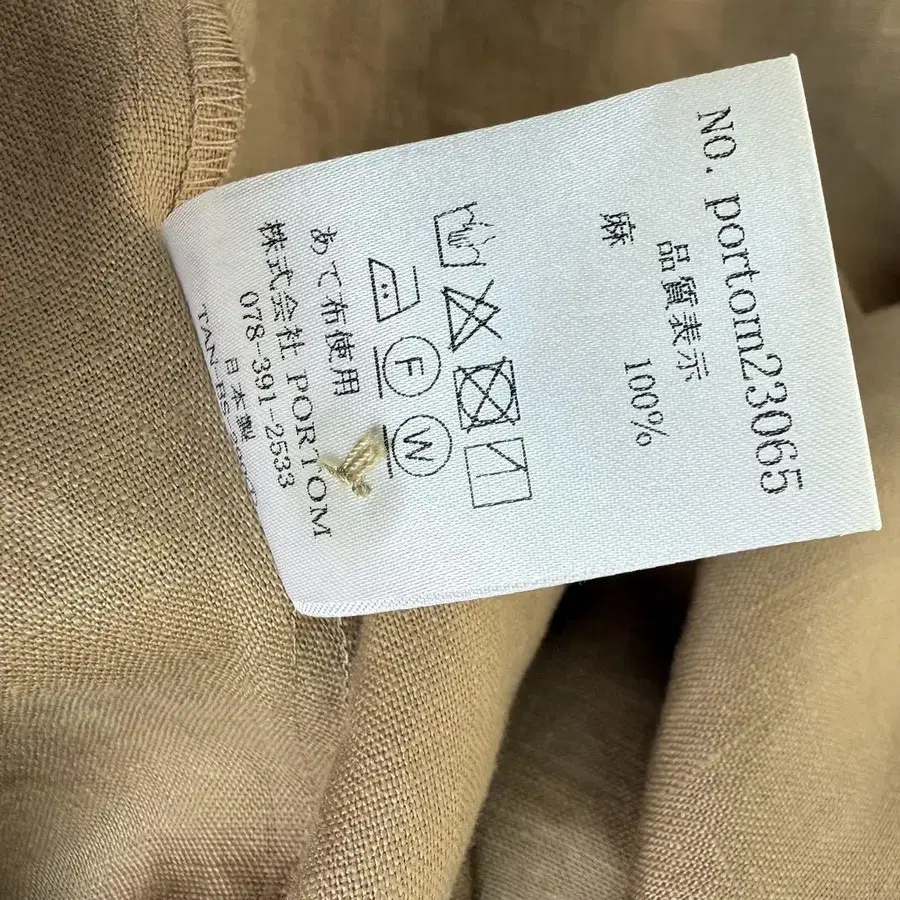 NO. portom23065
品質表示
麻 100%
F W
あて布使用
株式会社 PORTOM
078-391-2533
日本製